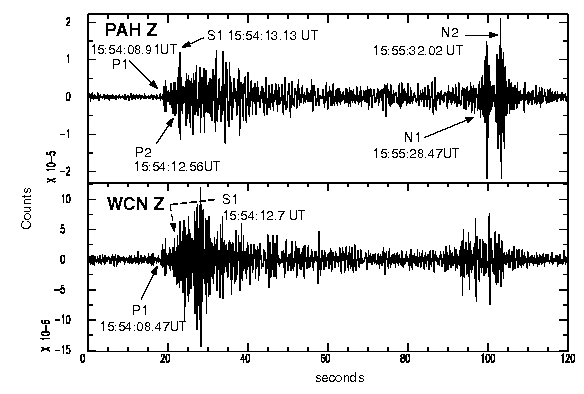 PAH Z
S1 15:54:13.13 UT
N2
15:54:08.91UT
15:55:32.02 UT
P1
P2
15:54:12.56UT
N1
15:55:28.47UT
2
1
0
-1
-2
X 10-5
Counts
WCN Z
S1
15:54:12.7 UT
P1
15:54:08.47UT
10
5
0
-5
-10
-15
X 10-6
0 20 40 60 80 100 120
seconds